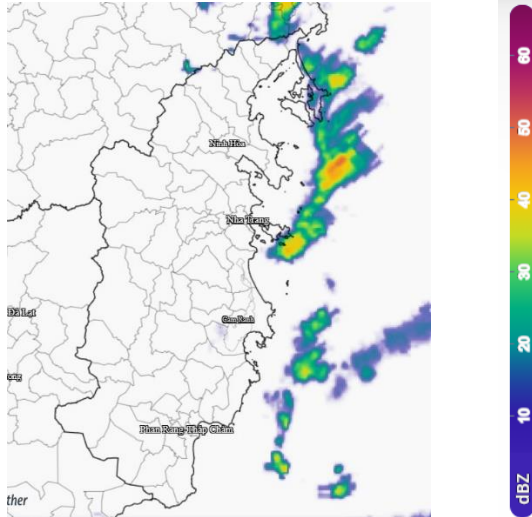 Ninh Hòa
Nha Trang
Cam Ranh
Đà Lạt
Phan Rang-Tháp Chàm
ther
60
50
40
30
20
10
dBZ